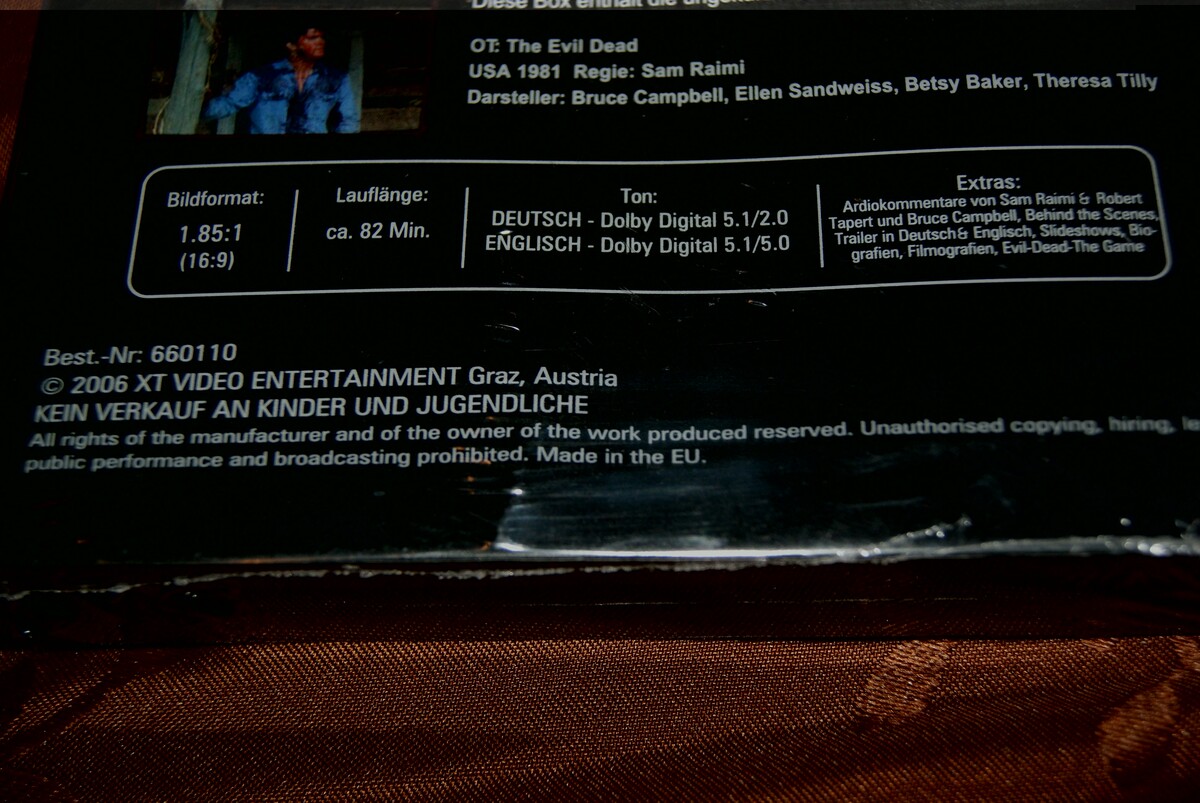 Diese Box enthält die
OT: The Evil Dead
USA 1981 Regie: Sam Raimi
Darsteller: Bruce Campbell, Ellen Sandweiss, Betsy Baker, Theresa Tilly
Bildformat:
1.85:1
(16:9)
Lauflänge:
ca. 82 Min.
Ton:
DEUTSCH - Dolby Digital 5.1/2.0
ENGLISCH - Dolby Digital 5.1/5.0
Extras:
Ardiokommentare von Sam Raimi & Robert
Tapert und Bruce Campbell, Behind the Scenes,
Trailer in Deutsch& Englisch, Slideshows, Bio-
grafien, Filmografien, Evil-Dead-The Game
Best.-Nr: 660110
© 2006 XT VIDEO ENTERTAINMENT Graz, Austria
KEIN VERKAUF AN KINDER UND JUGENDLICHE
All rights of the manufacturer and of the owner of the work produced reserved. Unauthorised copying, hiring,
public performance and broadcasting prohibited. Made in the EU.